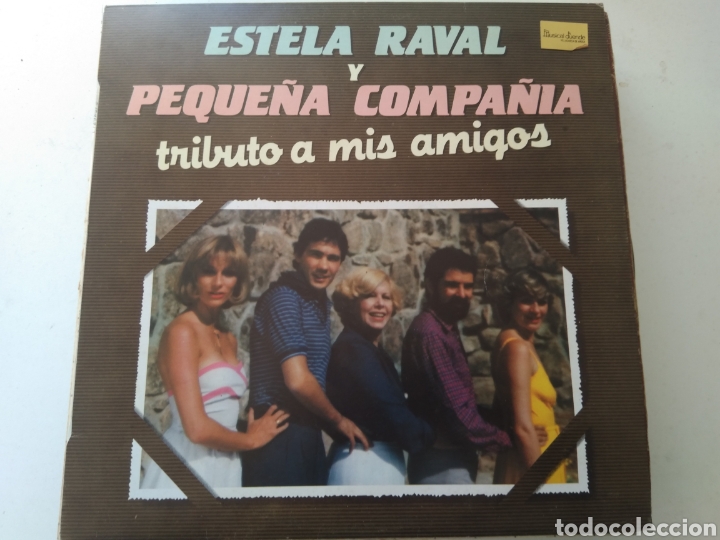 ESTELA RAVAL
Y
PEQUEÑA COMPAÑIA
tributo a mis amigos
todocoleccion